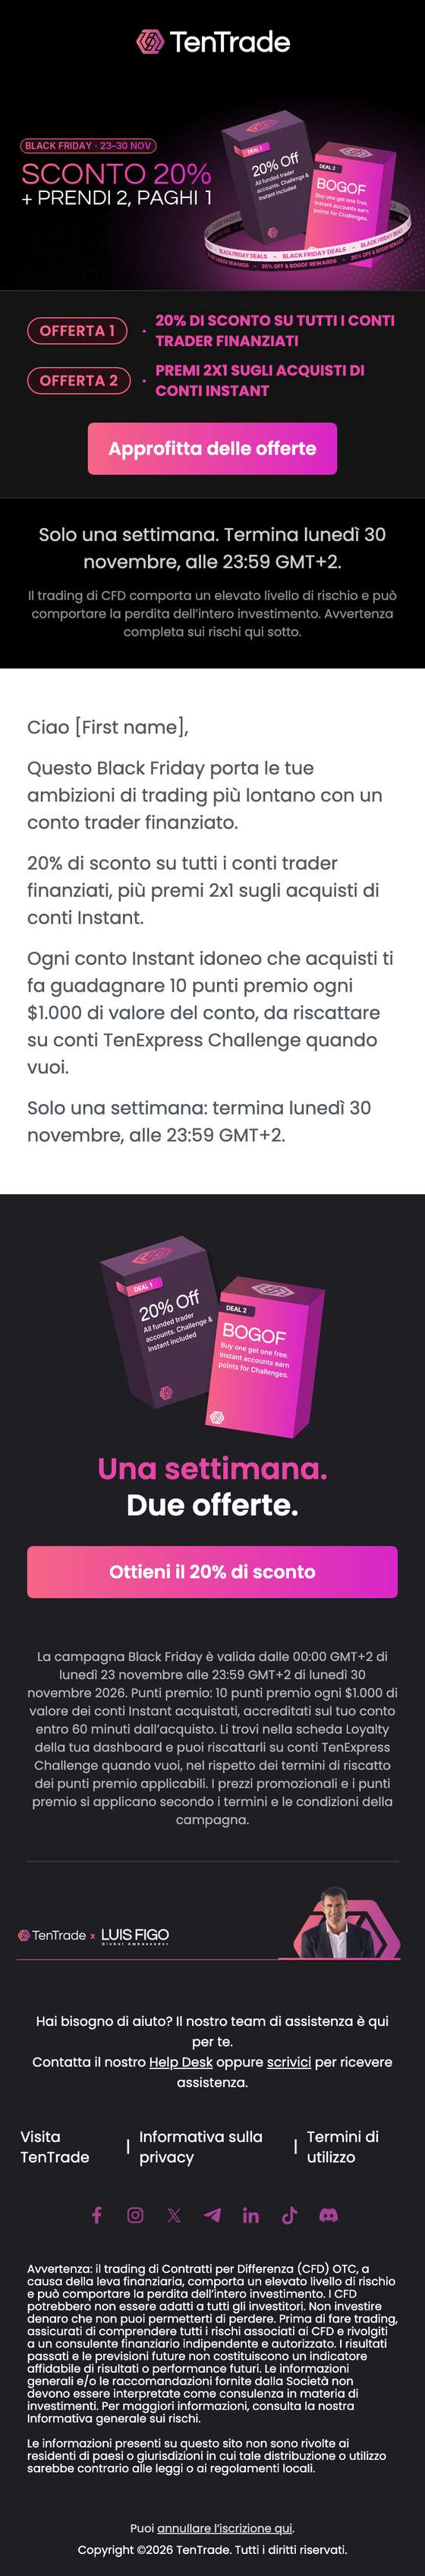 TenTrade
BLACK FRIDAY · 23–30 NOV
SCONTO 20%
+ PRENDI 2, PAGHI 1
DEAL 1
20% Off
All funded trader
accounts. Challenge &
Instant included
DEAL 2
BOGOF
Buy one get one free.
Instant accounts earn
points for Challenges.
BLACK FRIDAY DEALS
BLACK FRIDAY DEALS
20% OFF & BOGOF REWARDS
OFFERTA 1
· 20% DI SCONTO SU TUTTI I CONTI
TRADER FINANZIATI
OFFERTA 2
· PREMI 2X1 SUGLI ACQUISTI DI
CONTI INSTANT
Approfitta delle offerte
Solo una settimana. Termina lunedì 30
novembre, alle 23:59 GMT+2.
Il trading di CFD comporta un elevato livello di rischio e può
comportare la perdita dell’intero investimento. Avvertenza
completa sui rischi qui sotto.
Ciao [First name],
Questo Black Friday porta le tue
ambizioni di trading più lontano con un
conto trader finanziato.
20% di sconto su tutti i conti trader
finanziati, più premi 2x1 sugli acquisti di
conti Instant.
Ogni conto Instant idoneo che acquisti ti
fa guadagnare 10 punti premio ogni
$1.000 di valore del conto, da riscattare
su conti TenExpress Challenge quando
vuoi.
Solo una settimana: termina lunedì 30
novembre, alle 23:59 GMT+2.
DEAL 1
20% Off
All funded trader
accounts. Challenge &
Instant included
DEAL 2
BOGOF
Buy one get one free.
Instant accounts earn
points for Challenges.
Una settimana.
Due offerte.
Ottieni il 20% di sconto
La campagna Black Friday è valida dalle 00:00 GMT+2 di
lunedì 23 novembre alle 23:59 GMT+2 di lunedì 30
novembre 2026. Punti premio: 10 punti premio ogni $1.000 di
valore dei conti Instant acquistati, accreditati sul tuo conto
entro 60 minuti dall’acquisto. Li trovi nella scheda Loyalty
della tua dashboard e puoi riscattarli su conti TenExpress
Challenge quando vuoi, nel rispetto dei termini di riscatto
dei punti premio applicabili. I prezzi promozionali e i punti
premio si applicano secondo i termini e le condizioni della
campagna.
TenTrade x LUIS FIGO
Global Ambassador
Hai bisogno di aiuto? Il nostro team di assistenza è qui
per te.
Contatta il nostro Help Desk oppure scrivici per ricevere
assistenza.
Visita
TenTrade
|
Informativa sulla
privacy
|
Termini di
utilizzo
Avvertenza: il trading di Contratti per Differenza (CFD) OTC, a
causa della leva finanziaria, comporta un elevato livello di rischio
e può comportare la perdita dell’intero investimento. I CFD
potrebbero non essere adatti a tutti gli investitori. Non investire
denaro che non puoi permetterti di perdere. Prima di fare trading,
assicurati di comprendere tutti i rischi associati ai CFD e rivolgiti
a un consulente finanziario indipendente e autorizzato. I risultati
passati e le previsioni future non costituiscono un indicatore
affidabile di risultati o performance futuri. Le informazioni
generali e/o le raccomandazioni fornite dalla Società non
devono essere interpretate come consulenza in materia di
investimenti. Per maggiori informazioni, consulta la nostra
Informativa generale sui rischi.
Le informazioni presenti su questo sito non sono rivolte ai
residenti di paesi o giurisdizioni in cui tale distribuzione o utilizzo
sarebbe contrario alle leggi o ai regolamenti locali.
Puoi annullare l’iscrizione qui.
Copyright ©2026 TenTrade. Tutti i diritti riservati.